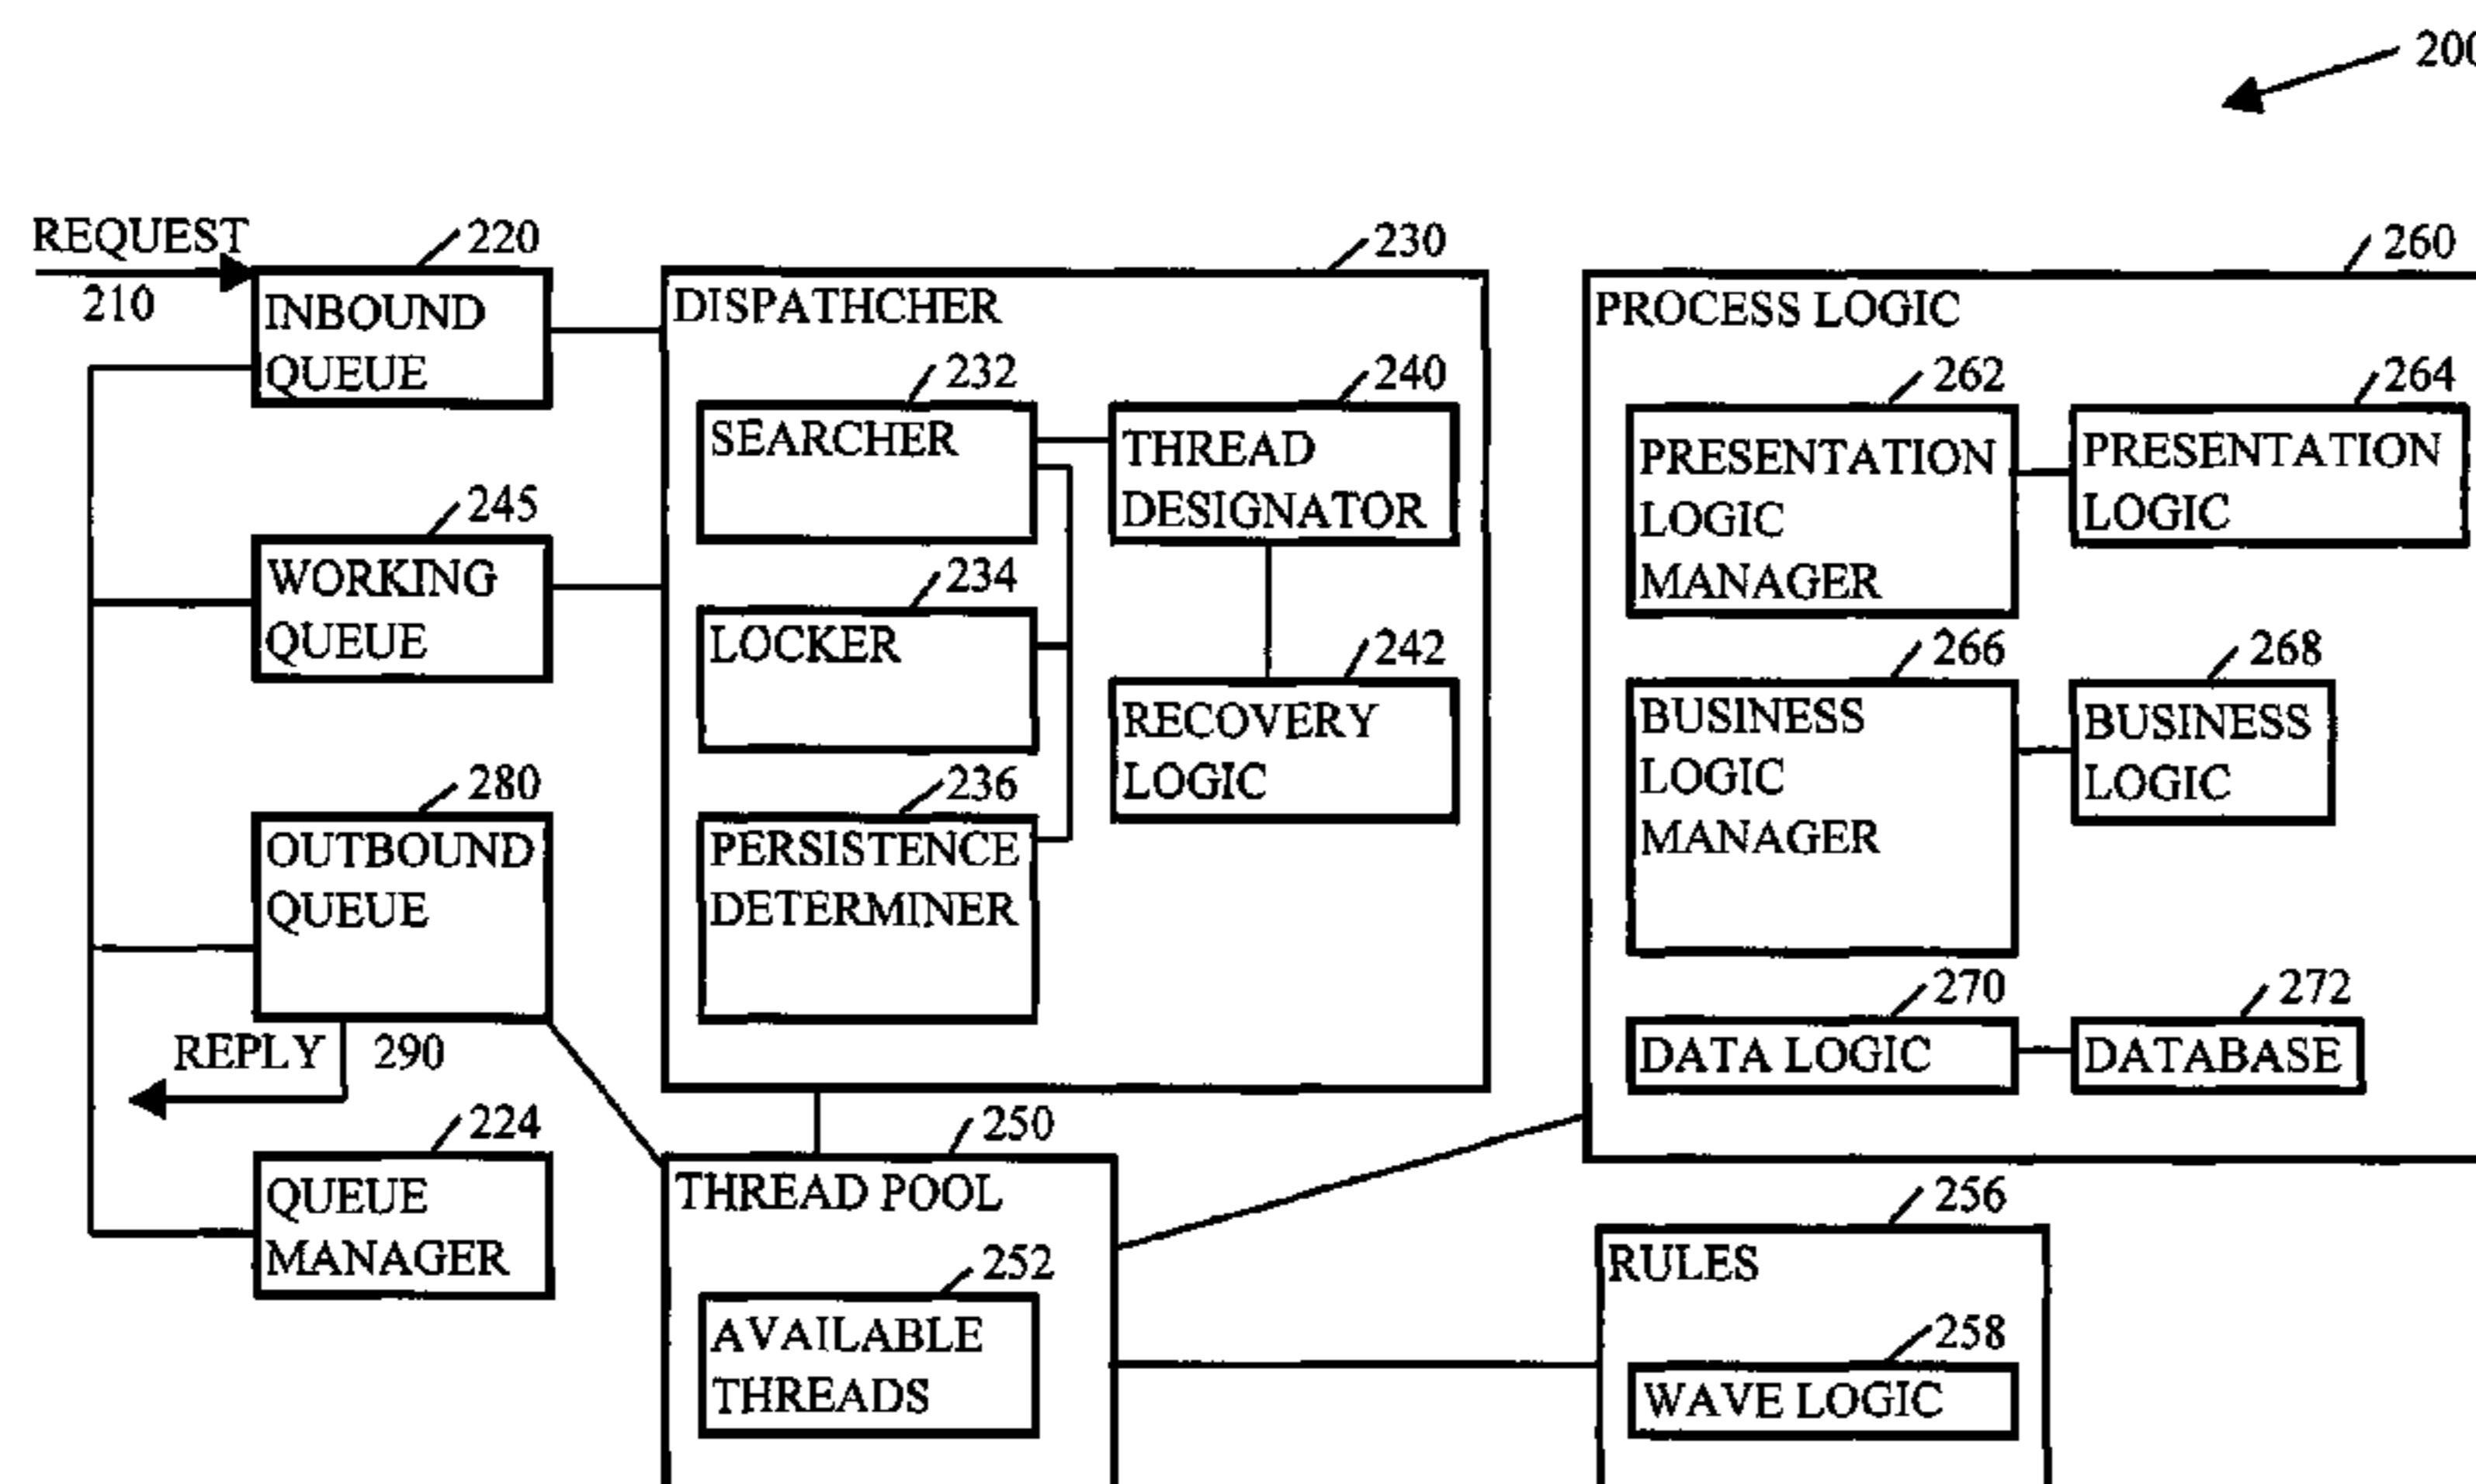 200
REQUEST
210
220
INBOUND
QUEUE
245
WORKING
QUEUE
280
OUTBOUND
QUEUE
REPLY 290
224
QUEUE
MANAGER
230
DISPATHCHER
232
SEARCHER
234
LOCKER
236
PERSISTENCE
DETERMINER
240
THREAD
DESIGNATOR
242
RECOVERY
LOGIC
250
THREAD POOL
252
AVAILABLE
THREADS
260
PROCESS LOGIC
262
PRESENTATION
LOGIC
MANAGER
264
PRESENTATION
LOGIC
266
BUSINESS
LOGIC
MANAGER
268
BUSINESS
LOGIC
270
DATA LOGIC
272
DATABASE
256
RULES
258
WAVE LOGIC